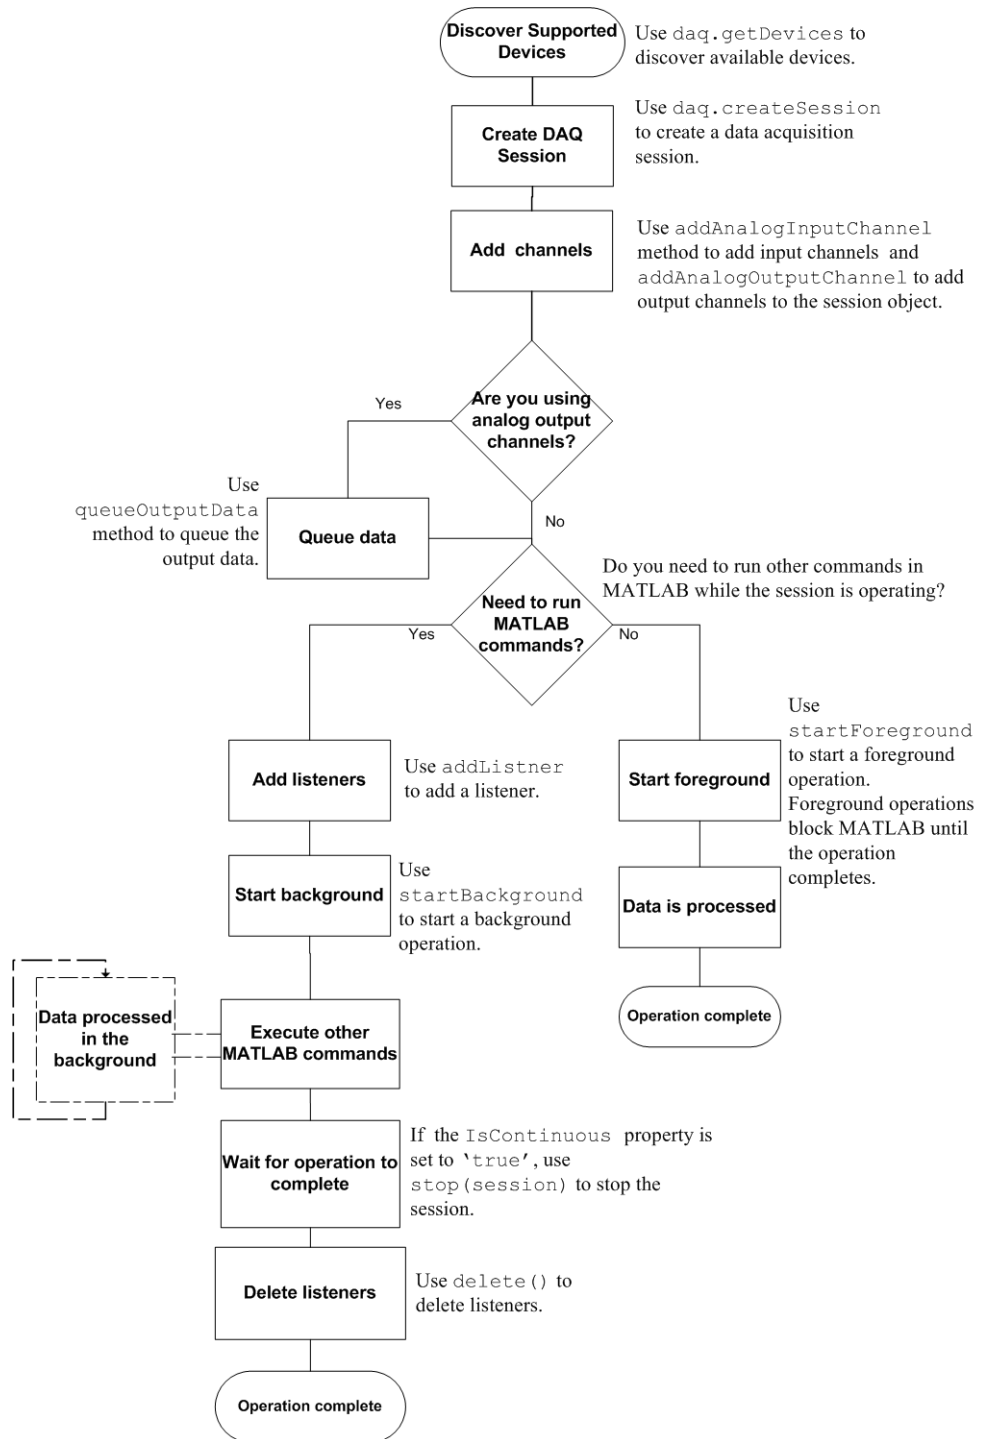 Discover Supported
Devices
Use daq.getDevices to
discover available devices.
Create DAQ
Session
Use daq.createSession
to create a data acquisition
session.
Add channels
Use addAnalogInputChannel
method to add input channels and
addAnalogOutputChannel to add
output channels to the session object.
Are you using
analog output
channels?
Yes
No
Use
queueOutputData
method to queue the
output data.
Queue data
Do you need to run other commands in
MATLAB while the session is operating?
Need to run
MATLAB
commands?
Yes
No
Add listeners
Use addListner
to add a listener.
Use
startForeground
to start a foreground
operation.
Foreground operations
block MATLAB until
the operation
completes.
Start foreground
Start background
Use
startBackground
to start a background
operation.
Data is processed
Operation complete
Data processed
in the
background
Execute other
MATLAB commands
Wait for operation to
complete
If the IsContinuous property is
set to ‘true’, use
stop(session) to stop the
session.
Delete listeners
Use delete() to
delete listeners.
Operation complete